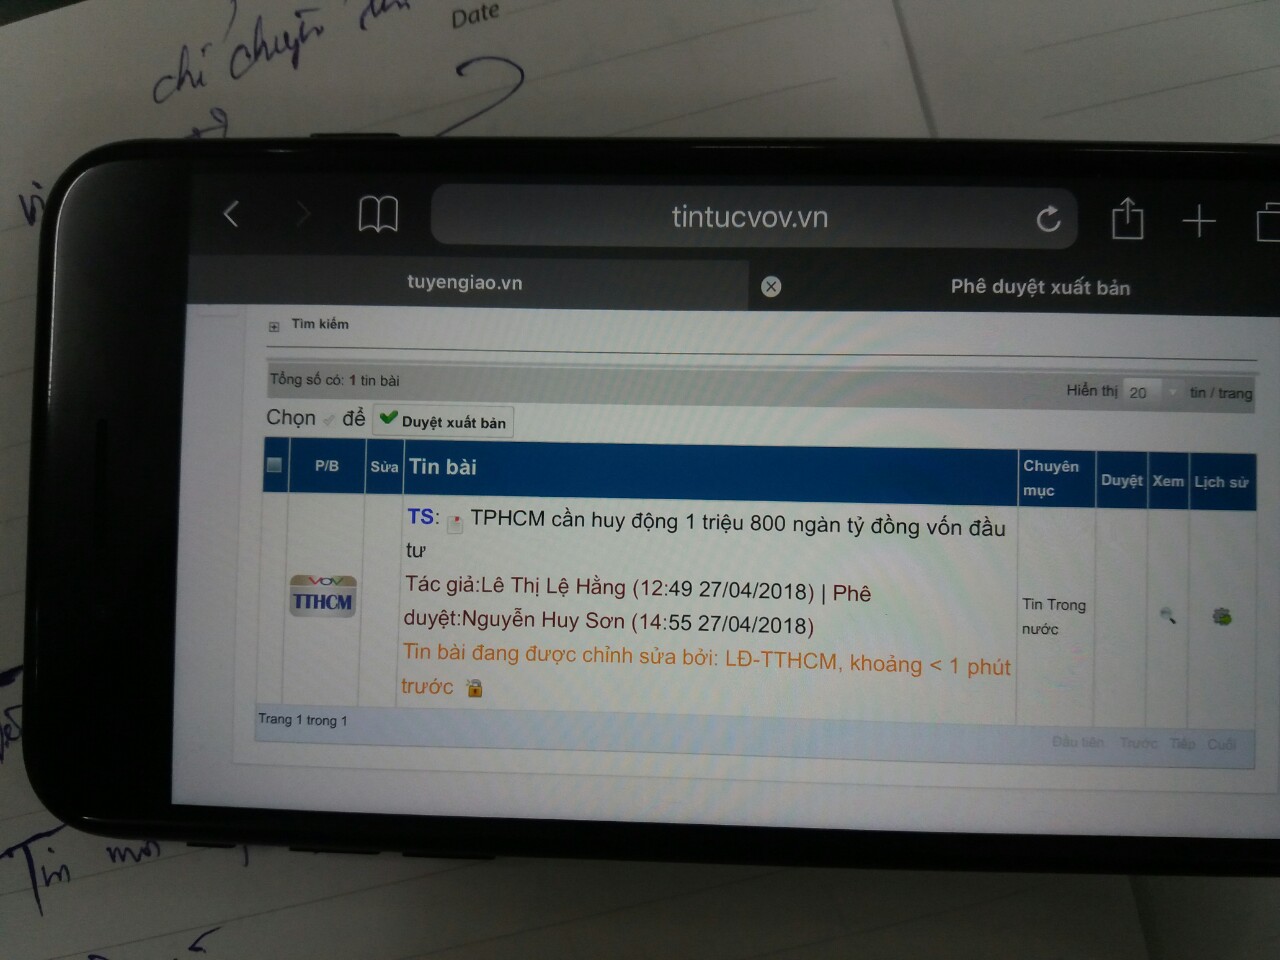 chỉ chuyện
Date
tintucvov.vn
tuyengiao.vn
Phê duyệt xuất bản
Tìm kiếm
Tổng số có: 1 tin bài
Hiển thị 20 tin / trang
Chọn để Duyệt xuất bản
P/B Sửa Tin bài Chuyên mục Duyệt Xem Lịch sử
TS: TPHCM cần huy động 1 triệu 800 ngàn tỷ đồng vốn đầu
tư
VOV
TTHCM
Tác giả:Lê Thị Lệ Hằng (12:49 27/04/2018) | Phê
duyệt:Nguyễn Huy Sơn (14:55 27/04/2018)
Tin bài đang được chỉnh sửa bởi: LĐ-TTHCM, khoảng < 1 phút
trước
Tin Trong
nước
Trang 1 trong 1
Đầu tiên Trước Tiếp Cuối
Tin